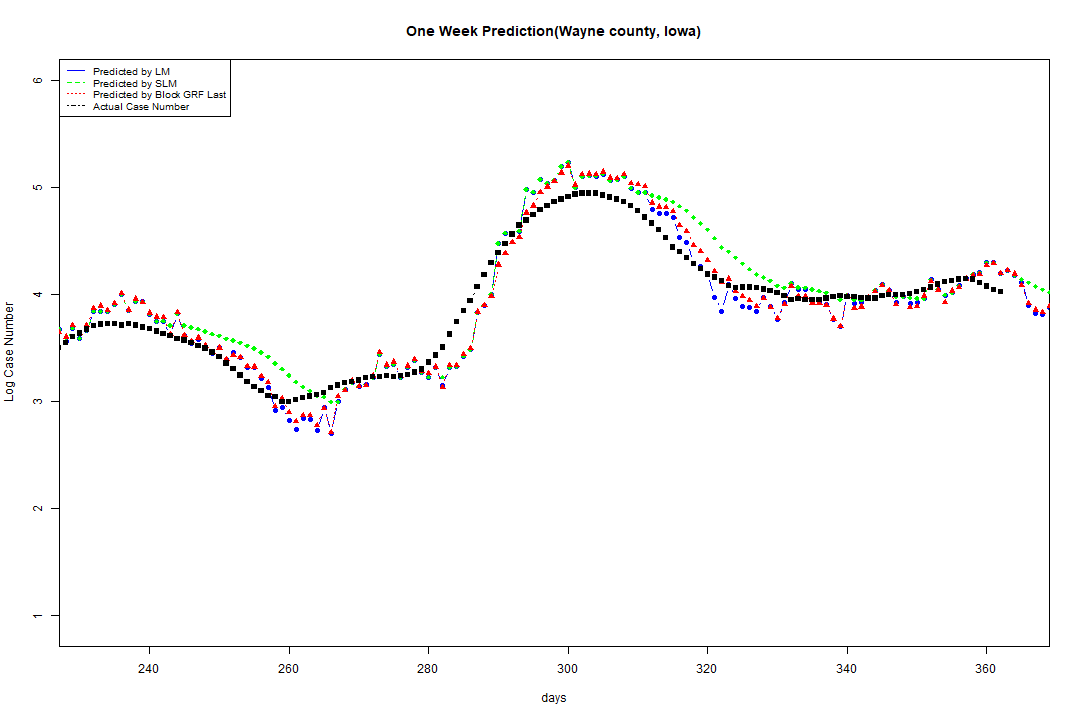 One Week Prediction(Wayne county, Iowa)
Predicted by LM
Predicted by SLM
Predicted by Block GRF Last
Actual Case Number
6
5
4
3
2
1
Log Case Number
240 260 280 300 320 340 360
days